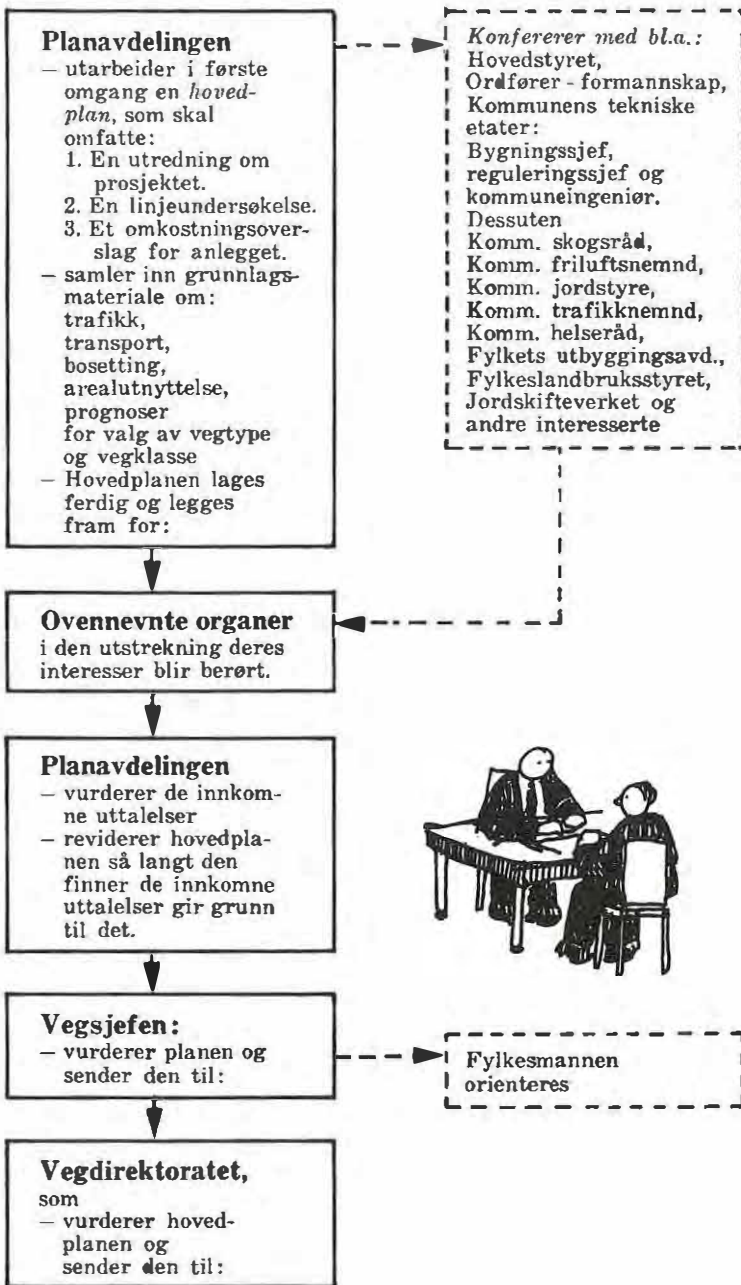 Planavdelingen
– utarbeider i første
omgang en hoved-
plan, som skal
omfatte:
1. En utredning om
prosjektet.
2. En linjeundersøkelse.
3. Et omkostningsover-
slag for anlegget.
– samler inn grunnlags-
materiale om:
trafikk,
transport,
bosetting,
arealutnyttelse,
prognoser
for valg av vegtype
og vegklasse
– Hovedplanen lages
ferdig og legges
fram for:
Konfererer med bl.a.:
Hovedstyret,
Ordfører - formannskap,
Kommunens tekniske
etater:
Bygningssjef,
reguleringssjef og
kommuneingeniør.
Dessuten
Komm. skogsråd,
Komm. friluftsnemnd,
Komm. jordstyre,
Komm. trafikknemnd,
Komm. helseråd,
Fylkets utbyggingsavd.,
Fylkeslandbruksstyret,
Jordskifteverket og
andre interesserte
Ovennevnte organer
i den utstrekning deres
interesser blir berørt.
Planavdelingen
– vurderer de innkom-
ne uttalelser
– reviderer hovedpla-
nen så langt den
finner de innkomne
uttalelser gir grunn
til det.
Vegsjefen:
– vurderer planen og
sender den til:
Fylkesmannen
orienteres
Vegdirektoratet,
som
– vurderer hoved-
planen og
sender den til: